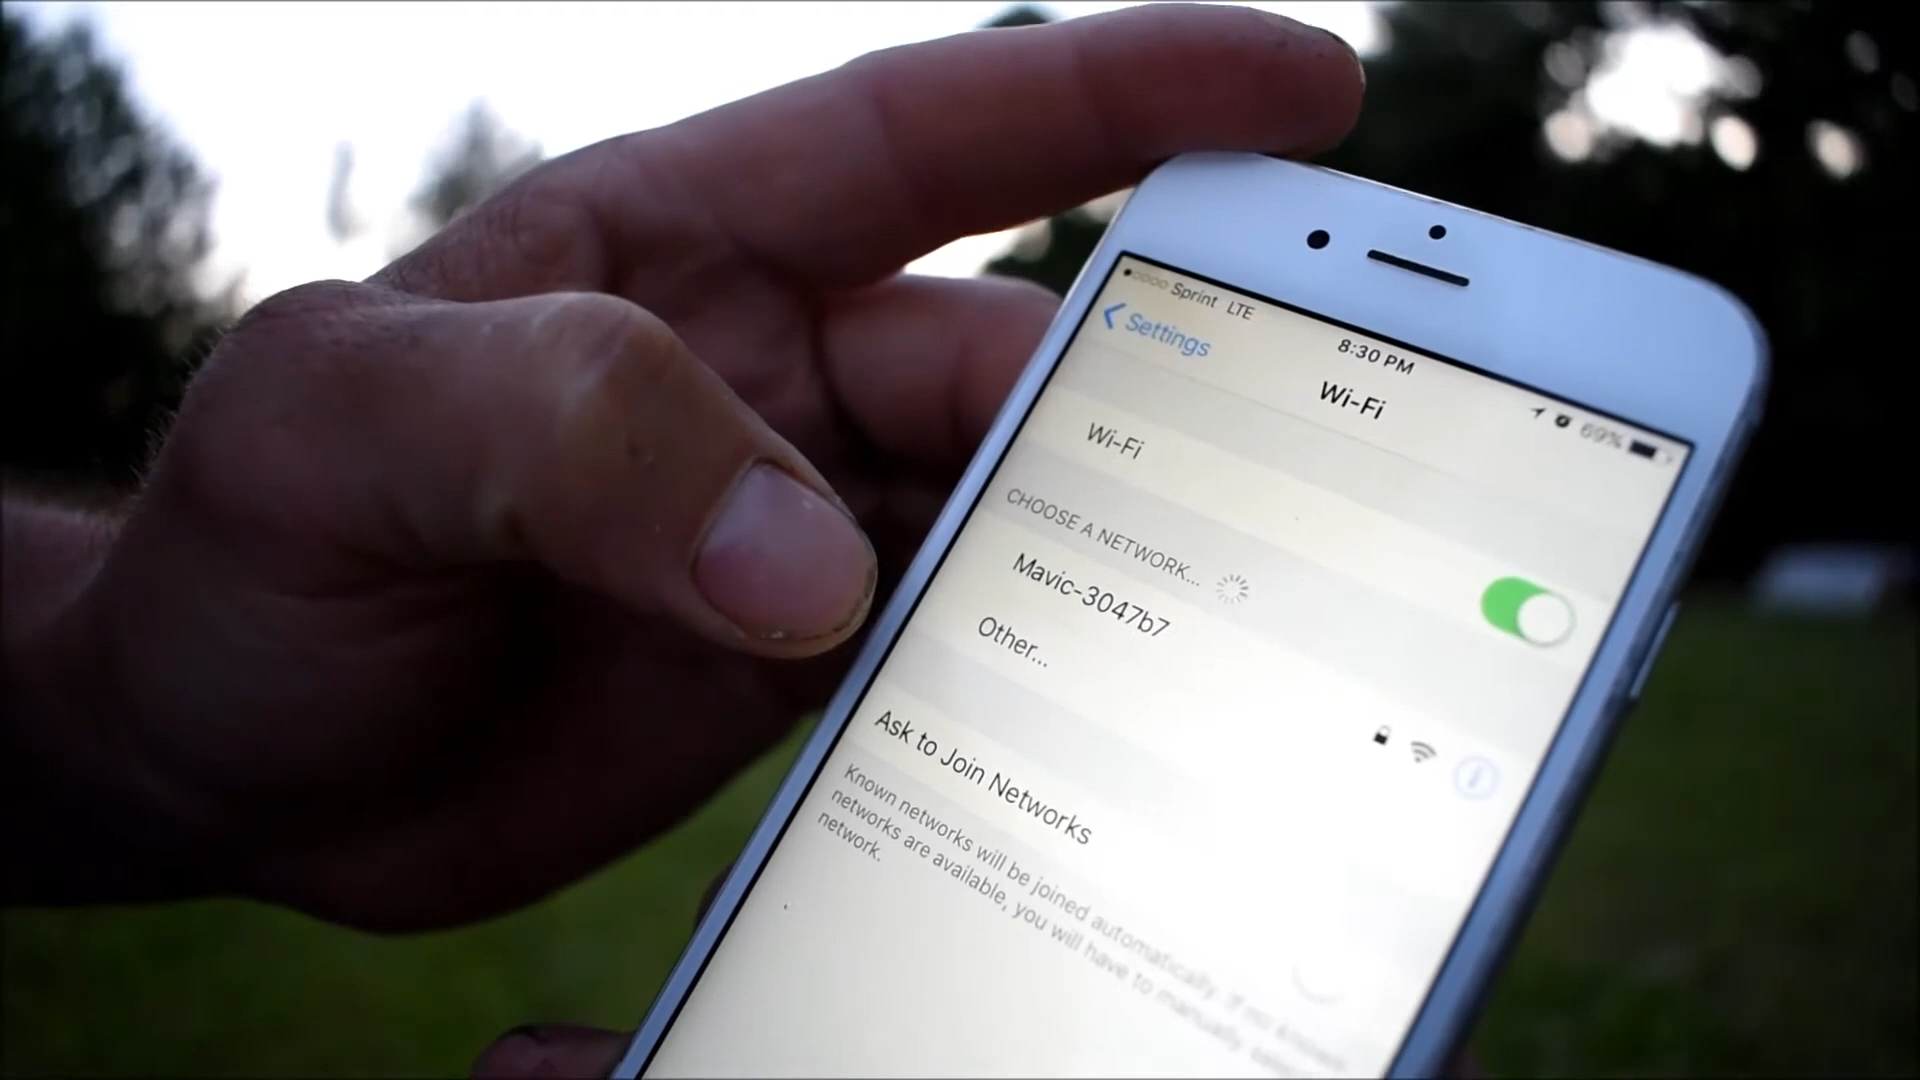 Sprint LTE
8:30 PM
69%
Settings
Wi-Fi
Wi-Fi
CHOOSE A NETWORK...
Mavic-3047b7
Other...
Ask to Join Networks
Known networks will be joined automatically. If no known
networks are available, you will have to manually
network.